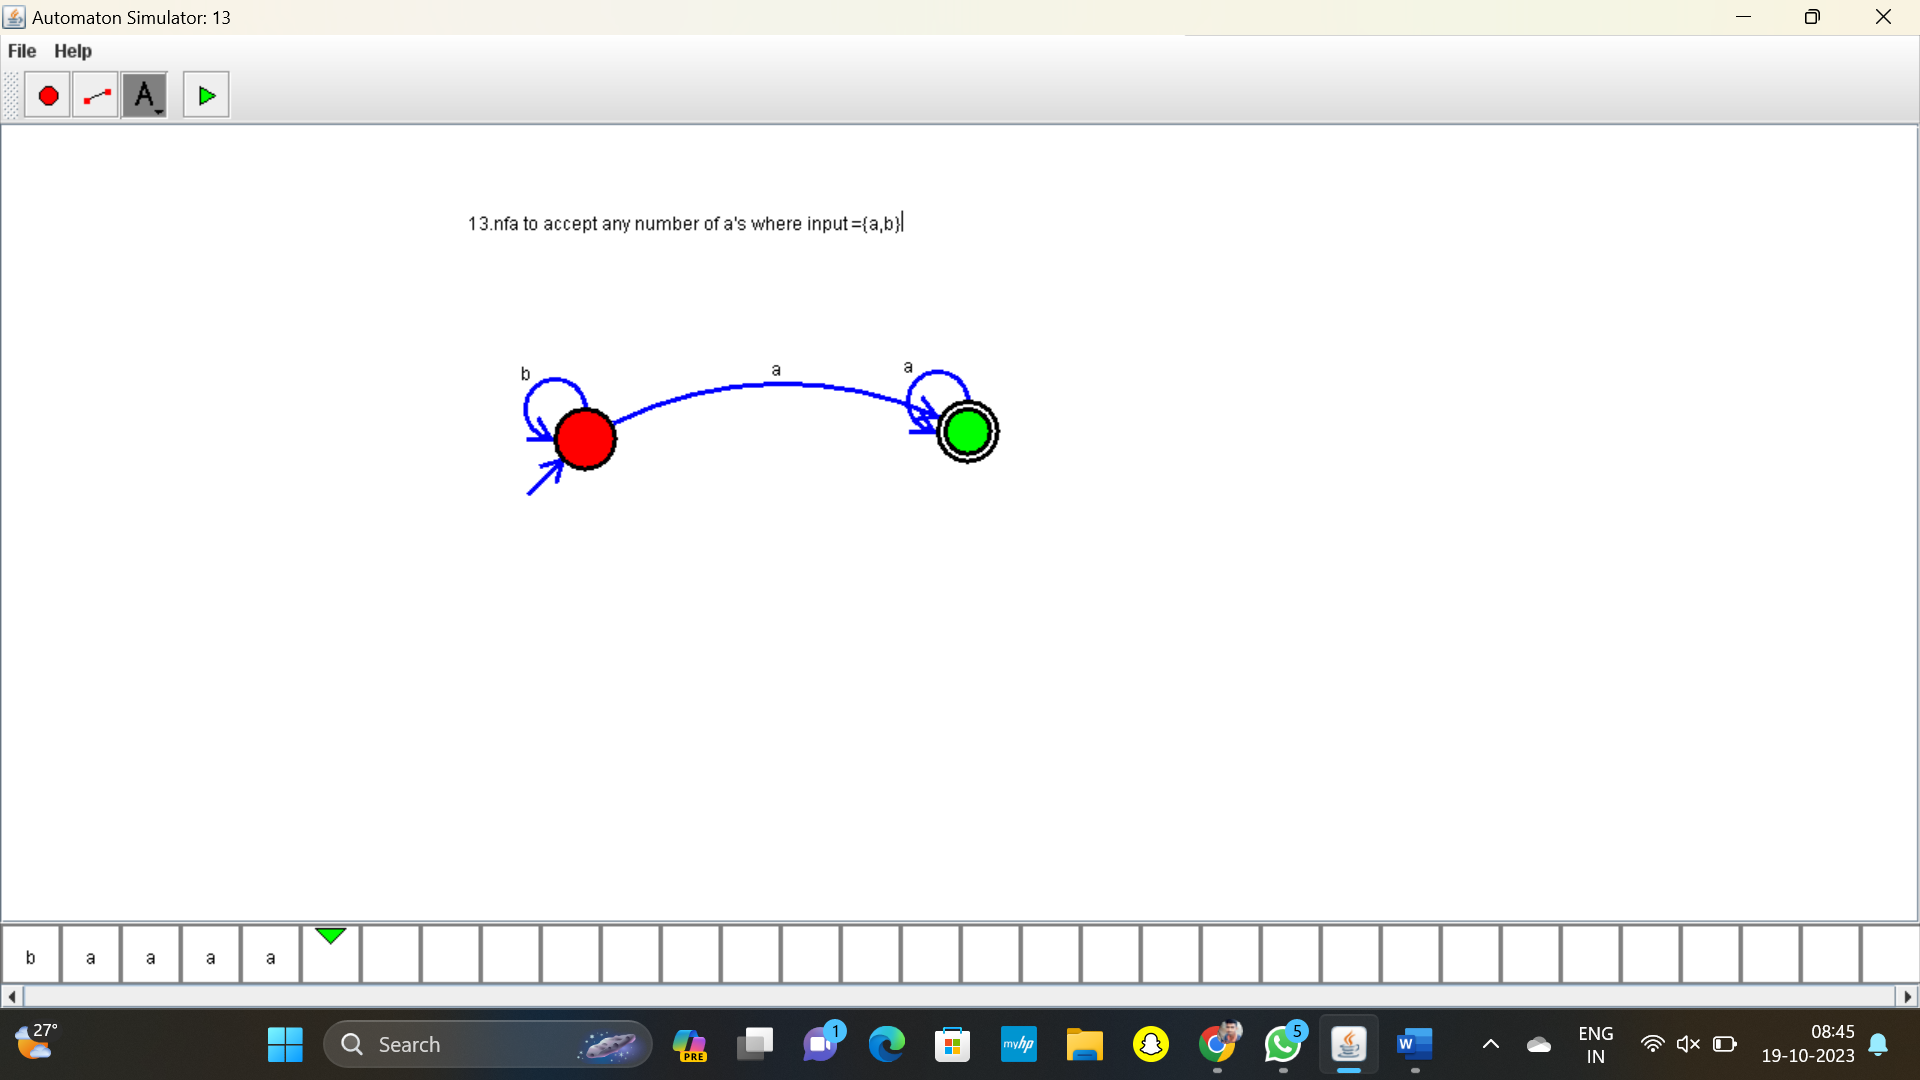 Automaton Simulator: 13
File Help
A
13.nfa to accept any number of a's where input ={a,b}
b
a
a
b a a a a
27°
Search
PRE
1
myhp
5
W
ENG
IN
08:45
19-10-2023